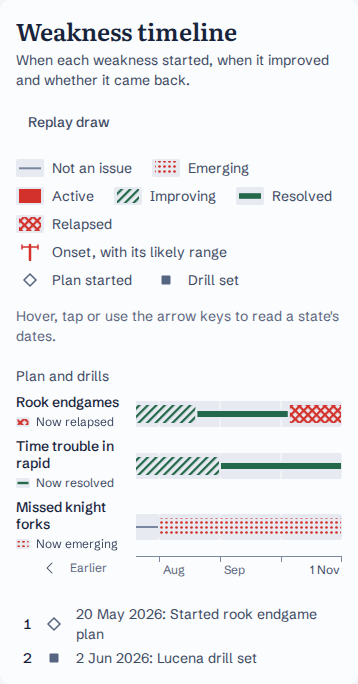 Weakness timeline
When each weakness started, when it improved
and whether it came back.
Replay draw
Not an issue
Emerging
Active
Improving
Resolved
Relapsed
Onset, with its likely range
Plan started
Drill set
Hover, tap or use the arrow keys to read a state's
dates.
Plan and drills
Rook endgames
Now relapsed
Time trouble in
rapid
Now resolved
Missed knight
forks
Now emerging
Earlier
Aug
Sep
1 Nov
1
20 May 2026: Started rook endgame
plan
2
2 Jun 2026: Lucena drill set